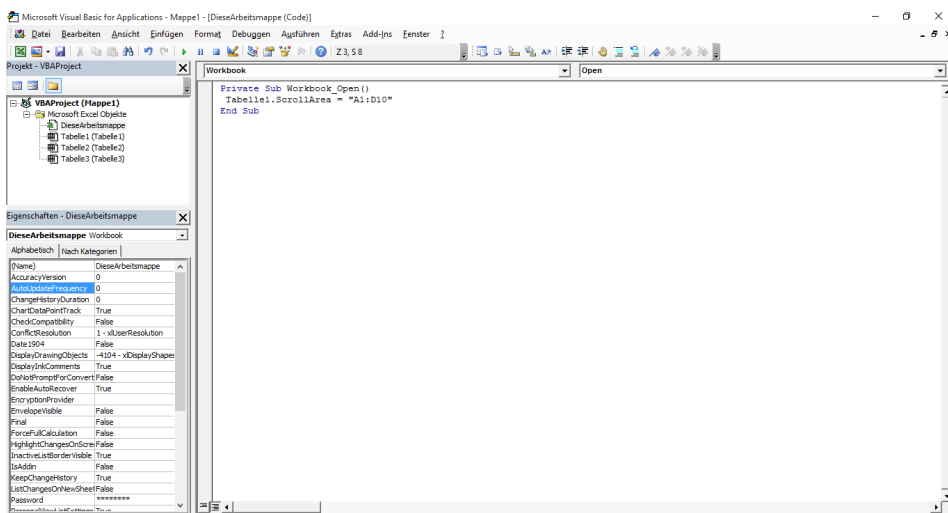 Microsoft Visual Basic for Applications - Mappe1 - [DieseArbeitsmappe (Code)]
Datei Bearbeiten Ansicht Einfügen Format Debuggen Ausführen Extras Add-Ins Fenster ?
Z 3, S 8
Projekt - VBAProject
VBAProject (Mappe1)
Microsoft Excel Objekte
DieseArbeitsmappe
Tabelle1 (Tabelle1)
Tabelle2 (Tabelle2)
Tabelle3 (Tabelle3)
Workbook
Open
Private Sub Workbook_Open()
Tabelle1.ScrollArea = "A1:D10"
End Sub
Eigenschaften - DieseArbeitsmappe
DieseArbeitsmappe Workbook
Alphabetisch Nach Kategorien
(Name) DieseArbeitsmappe
AccuracyVersion 0
AutoUpdateFrequency 0
ChangeHistoryDuration 0
ChartDataPointTrack True
CheckCompatibility False
ConflictResolution 1 - xlUserResolution
Date1904 False
DisplayDrawingObjects -4104 - xlDisplayShapes
DisplayInkComments True
DoNotPromptForConvert False
EnableAutoRecover True
EncryptionProvider
EnvelopeVisible False
Final False
ForceFullCalculation False
HighlightChangesOnScree False
InactiveListBorderVisible True
IsAddin False
KeepChangeHistory True
ListChangesOnNewSheet False
Password ********
PersonalViewListSettings True